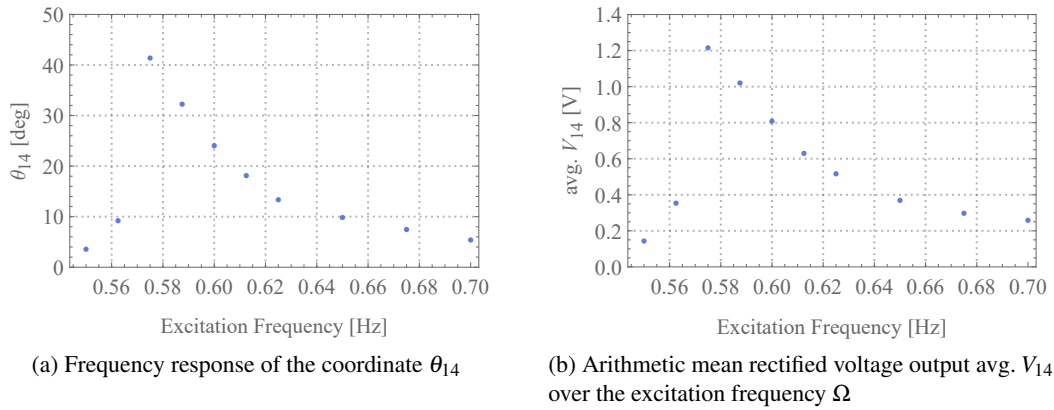 50
40
30
20
10
0
θ14 [deg]
0.56 0.58 0.60 0.62 0.64 0.66 0.68 0.70
Excitation Frequency [Hz]
(a) Frequency response of the coordinate θ14
1.4
1.2
1.0
0.8
0.6
0.4
0.2
0.0
avg. V14 [V]
0.56 0.58 0.60 0.62 0.64 0.66 0.68 0.70
Excitation Frequency [Hz]
(b) Arithmetic mean rectified voltage output avg. V14
over the excitation frequency Ω